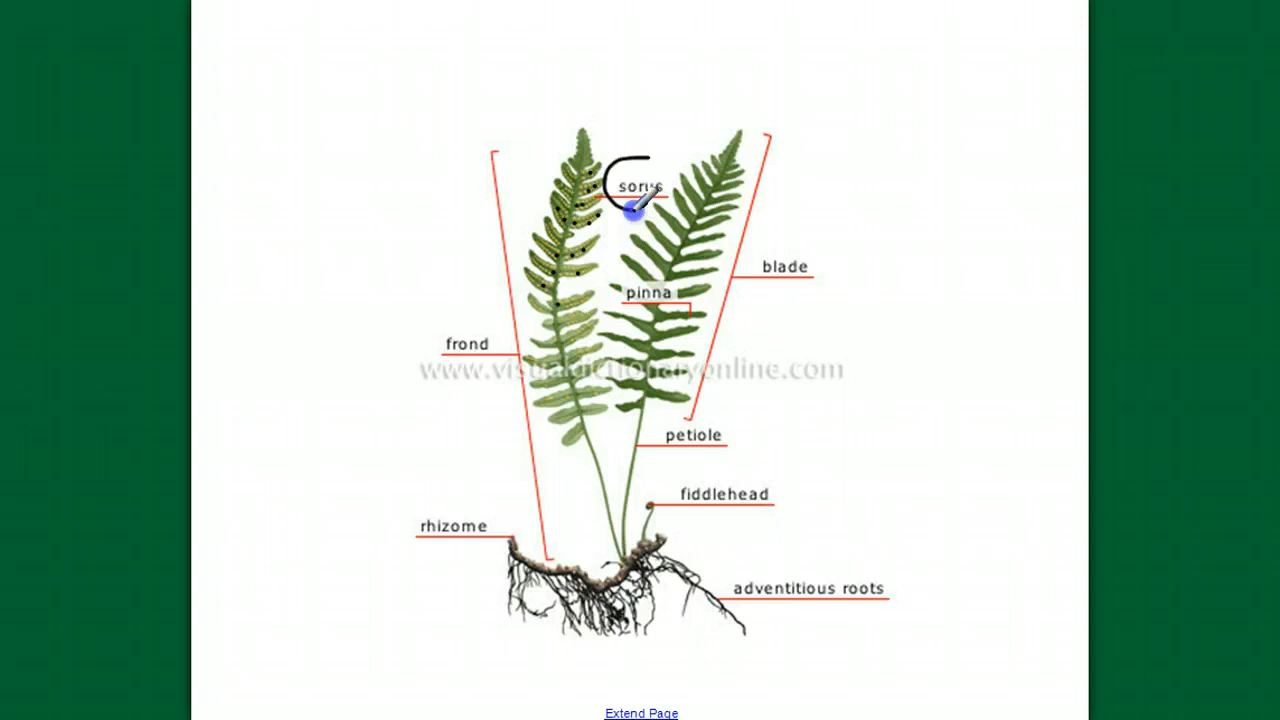 sorus
blade
pinna
frond
www.visualdictionaryonline.com
petiole
fiddlehead
rhizome
adventitious roots
Extend Page